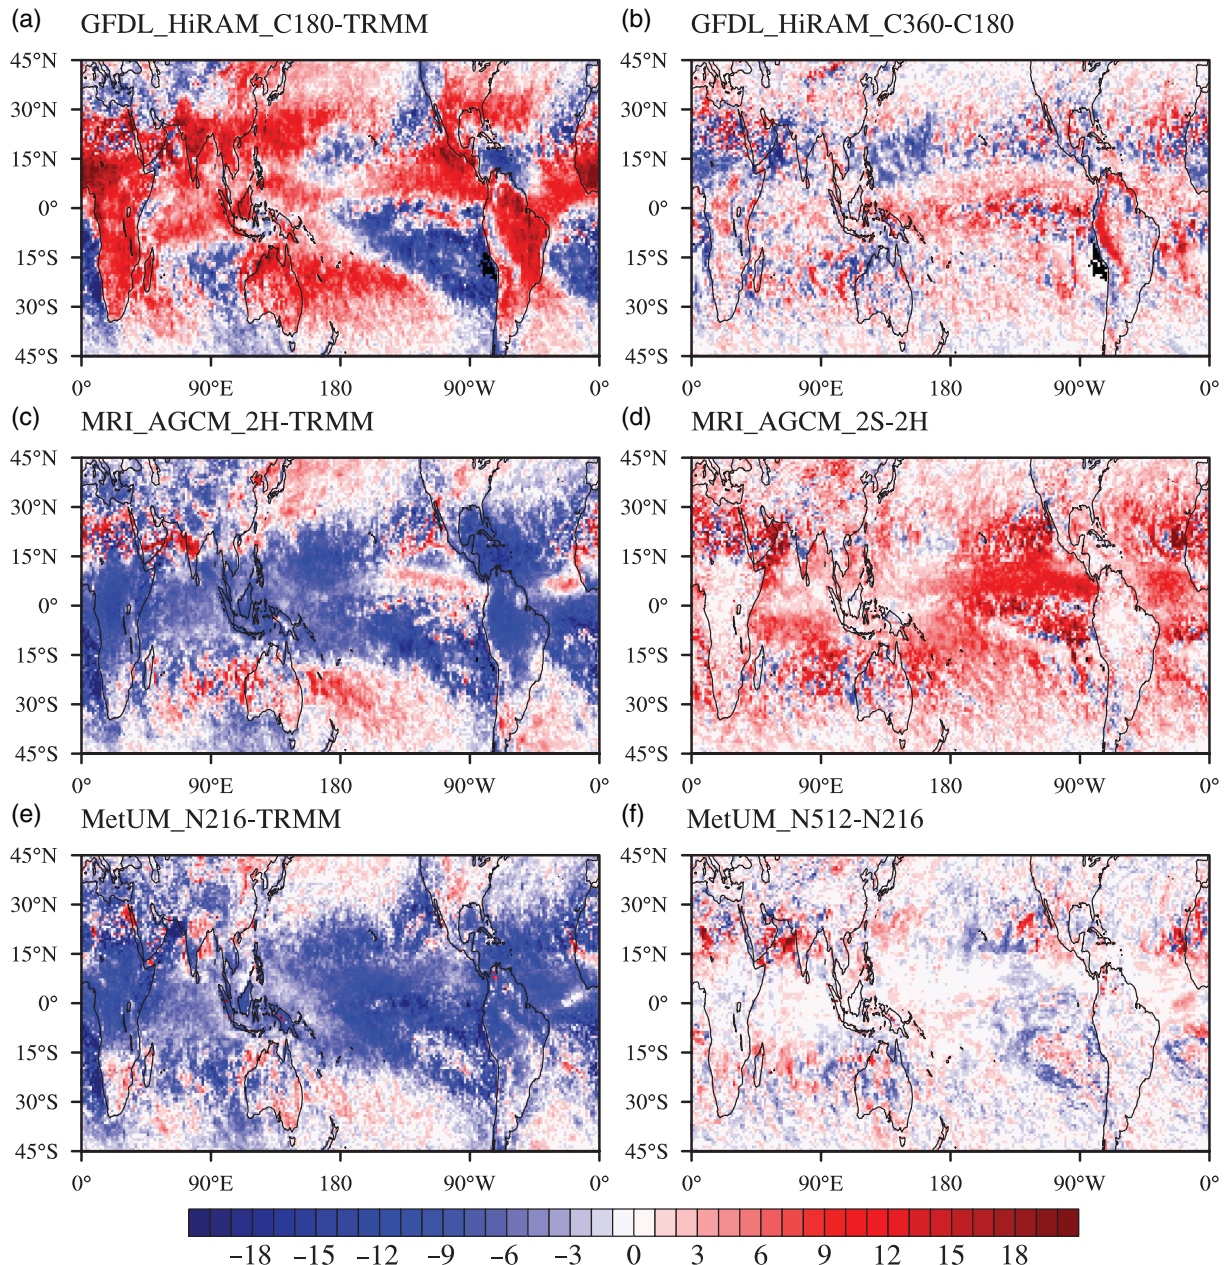 (a) GFDL_HiRAM_C180-TRMM
(b) GFDL_HiRAM_C360-C180
45°N 45°N
30°N 30°N
15°N 15°N
0° 0°
15°S 15°S
30°S 30°S
45°S 45°S
0° 90°E 180 90°W 0° 0° 90°E 180 90°W 0°
(c) MRI_AGCM_2H-TRMM
(d) MRI_AGCM_2S-2H
45°N 45°N
30°N 30°N
15°N 15°N
0° 0°
15°S 15°S
30°S 30°S
45°S 45°S
0° 90°E 180 90°W 0° 0° 90°E 180 90°W 0°
(e) MetUM_N216-TRMM
(f) MetUM_N512-N216
45°N 45°N
30°N 30°N
15°N 15°N
0° 0°
15°S 15°S
30°S 30°S
45°S 45°S
0° 90°E 180 90°W 0° 0° 90°E 180 90°W 0°
−18 −15 −12 −9 −6 −3 0 3 6 9 12 15 18